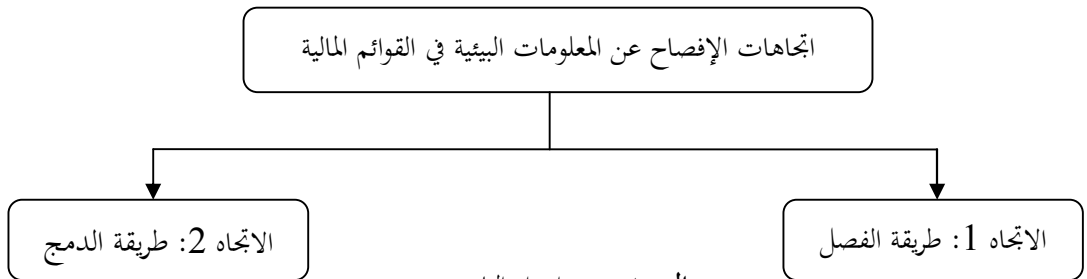 اتجاهات الإفصاح عن المعلومات البيئية في القوائم المالية
الاتجاه 1: طريقة الفصل
الاتجاه 2: طريقة الدمج